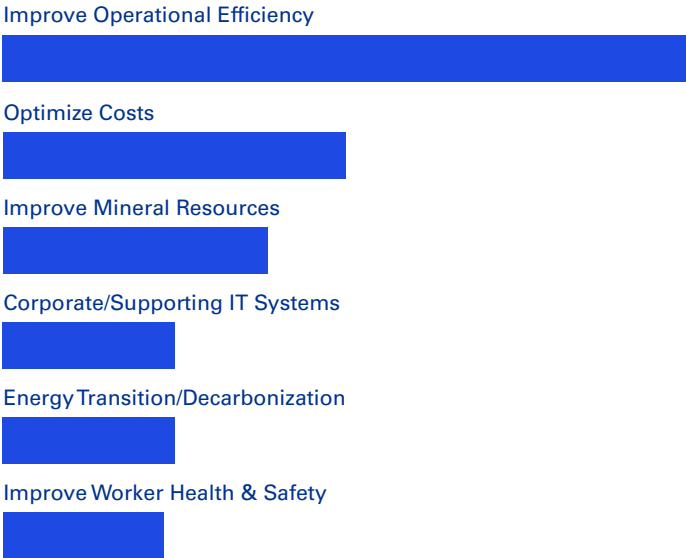 Improve Operational Efficiency
Optimize Costs
Improve Mineral Resources
Corporate/Supporting IT Systems
Energy Transition/Decarbonization
Improve Worker Health & Safety